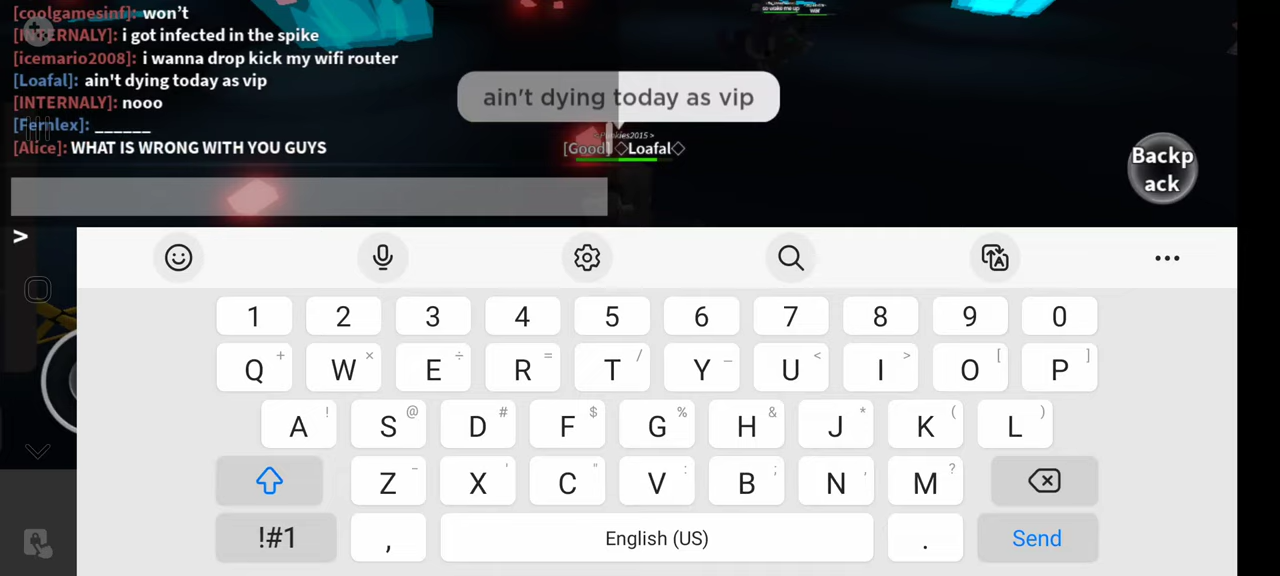 [coolgamesinf]: won't
[INTERNALY]: i got infected in the spike
[icemario2008]: i wanna drop kick my wifi router
[Loafal]: ain't dying today as vip
[INTERNALY]: nooo
[Fernlex]: ______
[Alice]: WHAT IS WRONG WITH YOU GUYS
ain't dying today as vip
[Good] ◇Loafal◇
Backp
ack
>
1 2 3 4 5 6 7 8 9 0
Q + W × E ÷ R = T / Y _ U < I > O [ P ]
A ! S @ D # F $ G % H & J * K ( L )
Z - X ' C " V : B ; N , M ?
!#1 , English (US) . Send